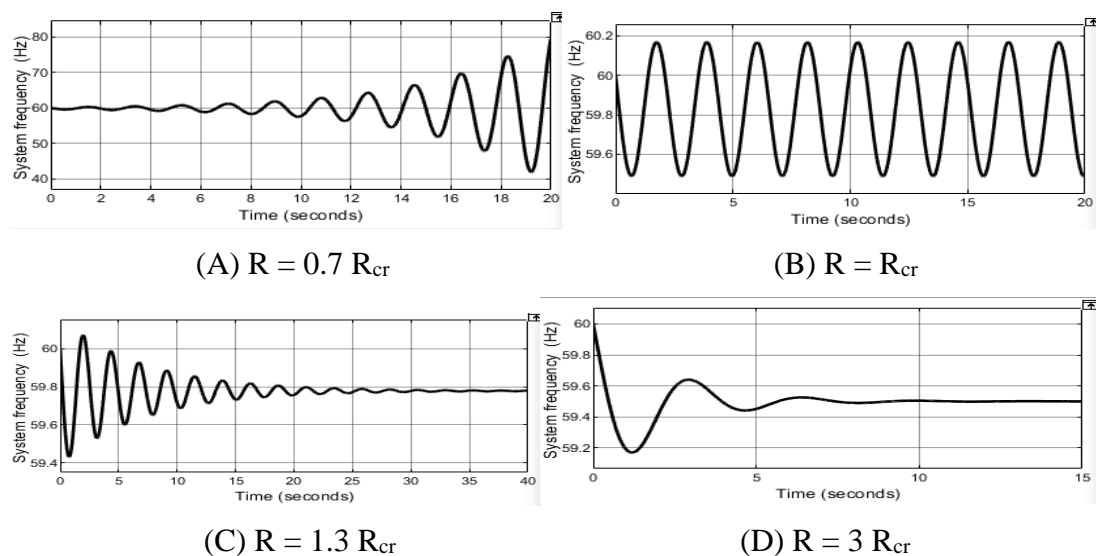 System frequency (Hz)
80
70
60
50
40
0 2 4 6 8 10 12 14 16 18 20
Time (seconds)
(A) R = 0.7 Rcr
System frequency (Hz)
60.2
60
59.8
59.6
0 5 10 15 20
Time (seconds)
(B) R = Rcr
System frequency (Hz)
60
59.8
59.6
59.4
0 5 10 15 20 25 30 35 40
Time (seconds)
(C) R = 1.3 Rcr
System frequency (Hz)
60
59.8
59.6
59.4
59.2
0 5 10 15
Time (seconds)
(D) R = 3 Rcr